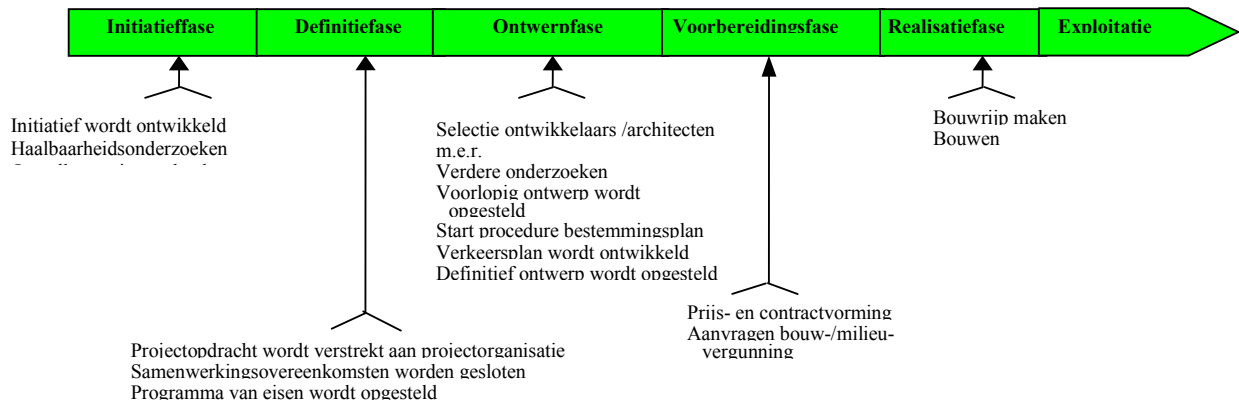 Initiatieffase
Definitiefase
Ontwerpfase
Voorbereidingsfase
Realisatiefase
Exploitatie
Initiatief wordt ontwikkeld
Haalbaarheidsonderzoeken
Projectopdracht wordt verstrekt aan projectorganisatie
Samenwerkingsovereenkomsten worden gesloten
Programma van eisen wordt opgesteld
Selectie ontwikkelaars /architecten
m.e.r.
Verdere onderzoeken
Voorlopig ontwerp wordt
opgesteld
Start procedure bestemmingsplan
Verkeersplan wordt ontwikkeld
Definitief ontwerp wordt opgesteld
Prijs- en contractvorming
Aanvragen bouw-/milieu-
vergunning
Bouwrijp maken
Bouwen